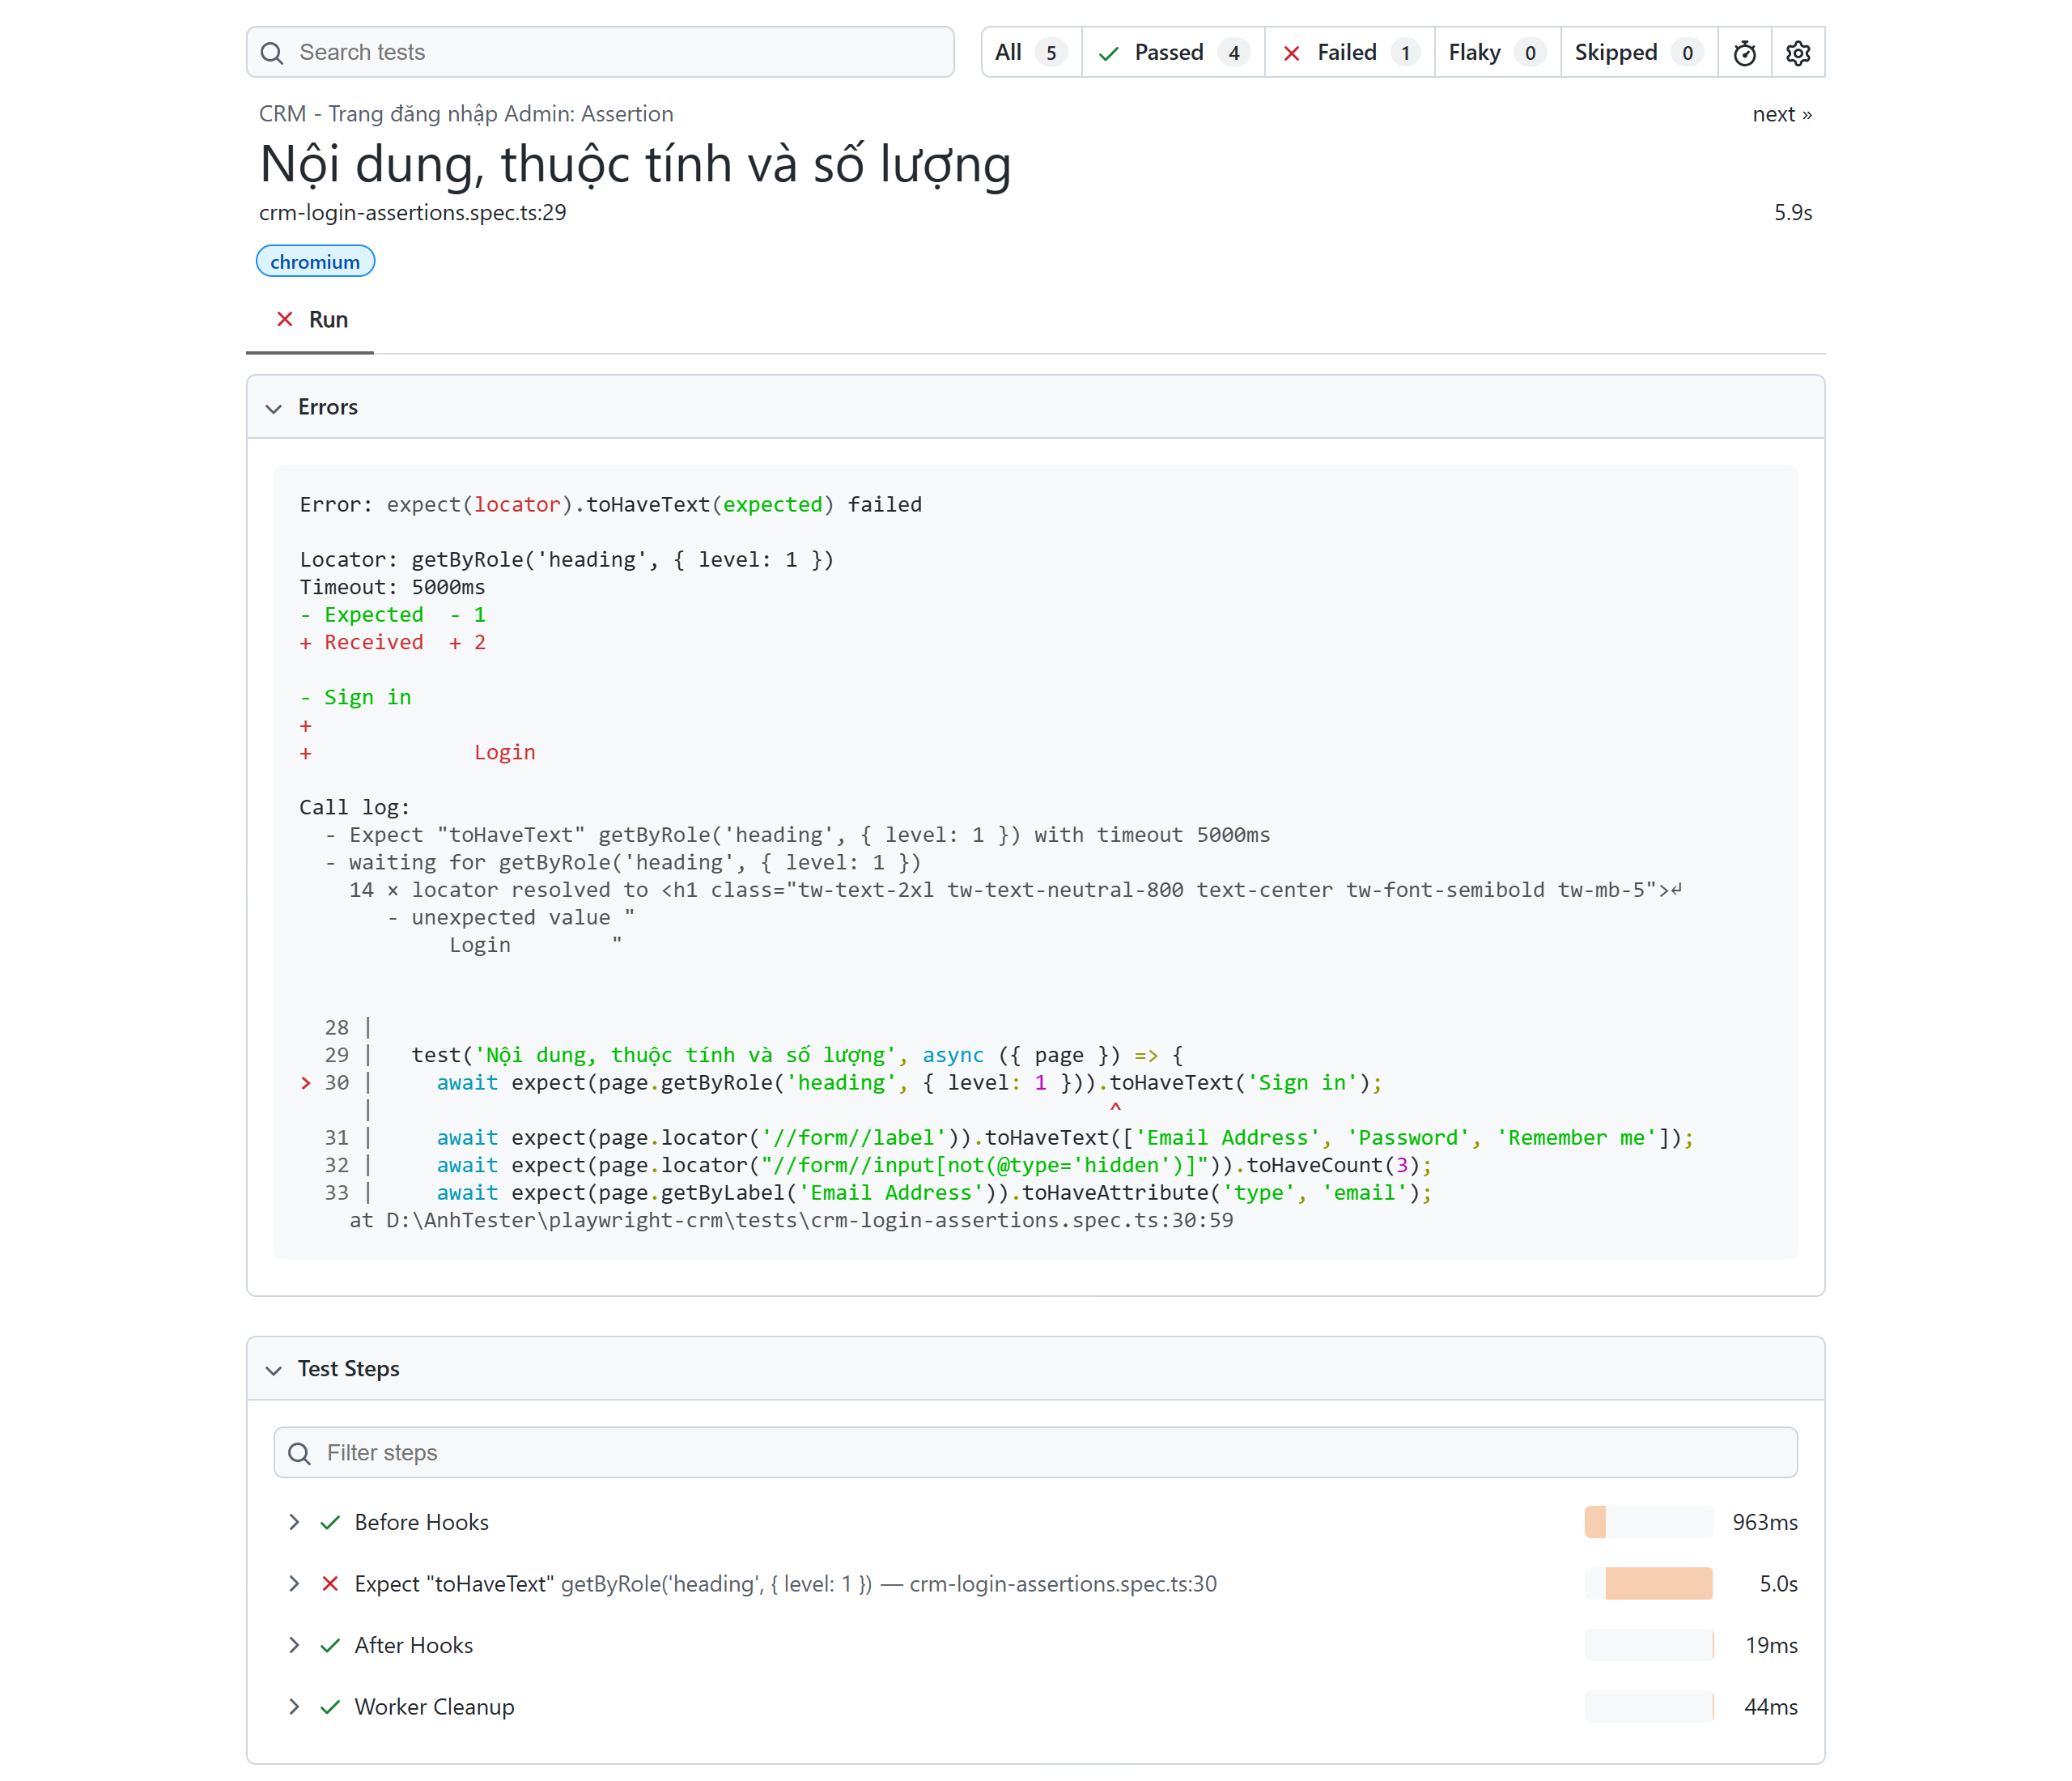 Search tests
All 5 Passed 4 Failed 1 Flaky 0 Skipped 0
CRM - Trang đăng nhập Admin: Assertion
next »
Nội dung, thuộc tính và số lượng
crm-login-assertions.spec.ts:29
5.9s
chromium
Run
Errors
Error: expect(locator).toHaveText(expected) failed
Locator: getByRole('heading', { level: 1 })
Timeout: 5000ms
- Expected  - 1
+ Received  + 2
- Sign in
+
+             Login
Call log:
  - Expect "toHaveText" getByRole('heading', { level: 1 }) with timeout 5000ms
  - waiting for getByRole('heading', { level: 1 })
    14 × locator resolved to <h1 class="tw-text-2xl tw-text-neutral-800 text-center tw-font-semibold tw-mb-5">↵
       - unexpected value "
            Login        "
  28 |
  29 |   test('Nội dung, thuộc tính và số lượng', async ({ page }) => {
> 30 |     await expect(page.getByRole('heading', { level: 1 })).toHaveText('Sign in');
     |                                                           ^
  31 |     await expect(page.locator('//form//label')).toHaveText(['Email Address', 'Password', 'Remember me']);
  32 |     await expect(page.locator("//form//input[not(@type='hidden')]")).toHaveCount(3);
  33 |     await expect(page.getByLabel('Email Address')).toHaveAttribute('type', 'email');
    at D:\AnhTester\playwright-crm\tests\crm-login-assertions.spec.ts:30:59
Test Steps
Filter steps
Before Hooks 963ms
Expect "toHaveText" getByRole('heading', { level: 1 }) — crm-login-assertions.spec.ts:30 5.0s
After Hooks 19ms
Worker Cleanup 44ms